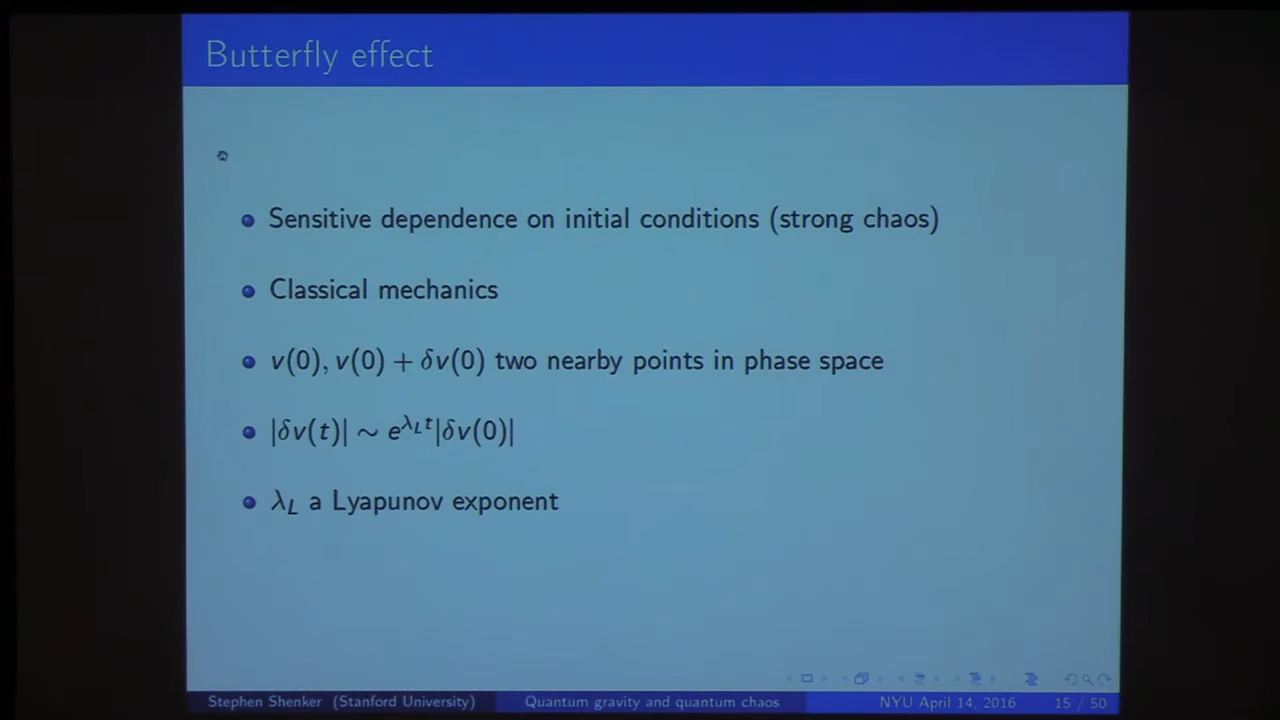 Butterfly effect
Sensitive dependence on initial conditions (strong chaos)
Classical mechanics
v(0), v(0) + δv(0) two nearby points in phase space
|δv(t)| ∼ e^{λ_L t}|δv(0)|
λ_L a Lyapunov exponent
Stephen Shenker (Stanford University) Quantum gravity and quantum chaos NYU April 14, 2016 15 / 50